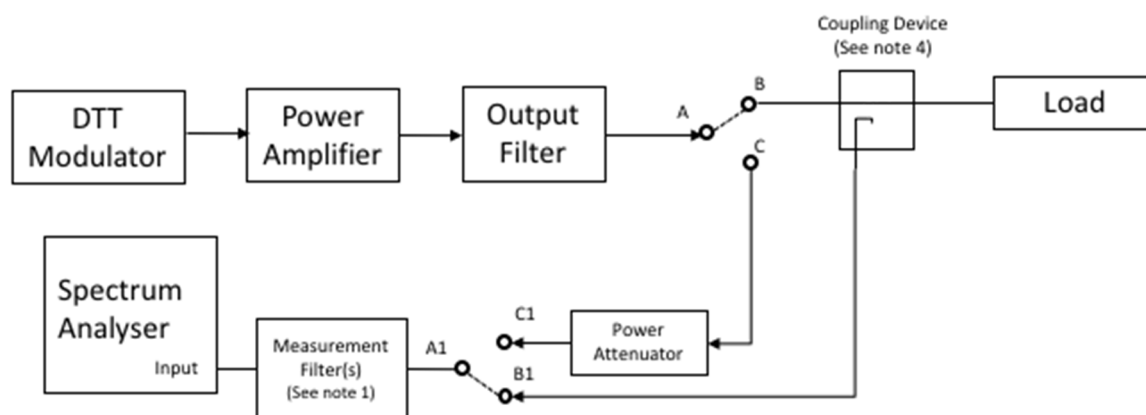 Coupling Device
(See note 4)
DTT
Modulator
Power
Amplifier
Output
Filter
A
B
C
Load
Spectrum
Analyser
Input
Measurement
Filter(s)
(See note 1)
A1
C1
B1
Power
Attenuator